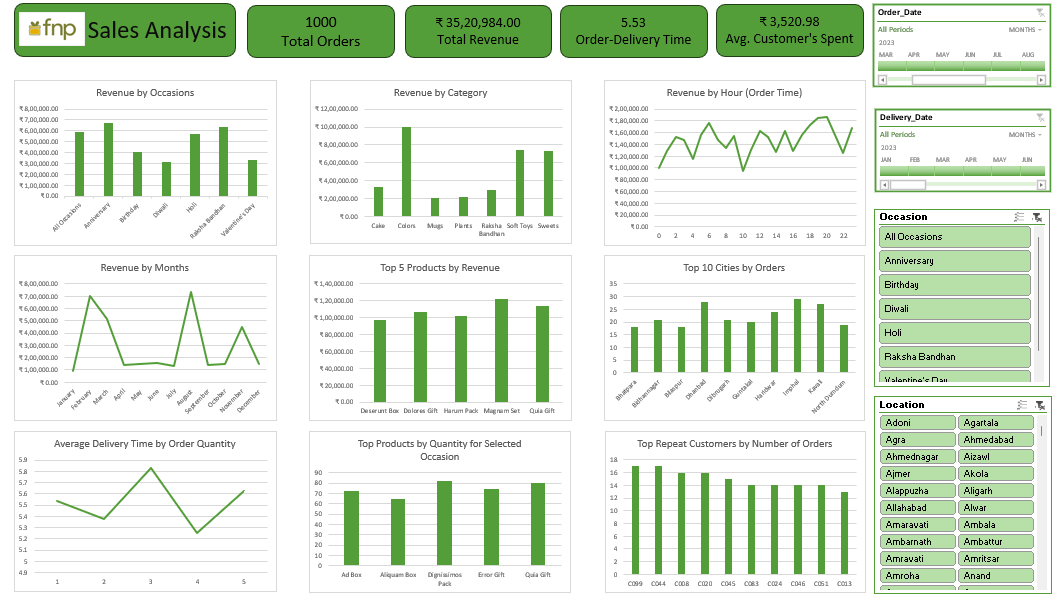 fnp Sales Analysis
1000
Total Orders
₹ 35,20,984.00
Total Revenue
5.53
Order-Delivery Time
₹ 3,520.98
Avg. Customer's Spent
Order_Date
All Periods
MONTHS
2023
MAR APR MAY JUN JUL AUG
Delivery_Date
All Periods
MONTHS
2023
JAN FEB MAR APR MAY JUN
Revenue by Occasions
₹ 8,00,000.00
₹ 7,00,000.00
₹ 6,00,000.00
₹ 5,00,000.00
₹ 4,00,000.00
₹ 3,00,000.00
₹ 2,00,000.00
₹ 1,00,000.00
₹ 0.00
All Occasions Anniversary Birthday Diwali Holi Raksha Bandhan Valentine's Day
Revenue by Category
₹ 12,00,000.00
₹ 10,00,000.00
₹ 8,00,000.00
₹ 6,00,000.00
₹ 4,00,000.00
₹ 2,00,000.00
₹ 0.00
Cake Colors Mugs Plants Raksha Bandhan Soft Toys Sweets
Revenue by Hour (Order Time)
₹ 2,00,000.00
₹ 1,80,000.00
₹ 1,60,000.00
₹ 1,40,000.00
₹ 1,20,000.00
₹ 1,00,000.00
₹ 80,000.00
₹ 60,000.00
₹ 40,000.00
₹ 20,000.00
₹ 0.00
0 2 4 6 8 10 12 14 16 18 20 22
Occasion
All Occasions
Anniversary
Birthday
Diwali
Holi
Raksha Bandhan
Valentine's Day
Revenue by Months
₹ 8,00,000.00
₹ 7,00,000.00
₹ 6,00,000.00
₹ 5,00,000.00
₹ 4,00,000.00
₹ 3,00,000.00
₹ 2,00,000.00
₹ 1,00,000.00
₹ 0.00
January February March April May June July August September October November December
Top 5 Products by Revenue
₹ 1,40,000.00
₹ 1,20,000.00
₹ 1,00,000.00
₹ 80,000.00
₹ 60,000.00
₹ 40,000.00
₹ 20,000.00
₹ 0.00
Deserunt Box Dolores Gift Harum Pack Magnam Set Quia Gift
Top 10 Cities by Orders
35
30
25
20
15
10
5
0
Bhatpara Bidhannagar Bilaspur Dhanbad Dibrugarh Guntakal Haridwar Imphal Kavali North Dumdum
Location
Adoni Agartala
Agra Ahmedabad
Ahmednagar Aizawl
Ajmer Akola
Alappuzha Aligarh
Allahabad Alwar
Amaravati Ambala
Ambarnath Ambattur
Amravati Amritsar
Amroha Anand
Average Delivery Time by Order Quantity
5.9
5.8
5.7
5.6
5.5
5.4
5.3
5.2
5.1
5
4.9
1 2 3 4 5
Top Products by Quantity for Selected
Occasion
90
80
70
60
50
40
30
20
10
0
Ad Box Aliquam Box Dignissimos Pack Error Gift Quia Gift
Top Repeat Customers by Number of Orders
18
16
14
12
10
8
6
4
2
0
C099 C044 C008 C020 C045 C083 C024 C046 C051 C013